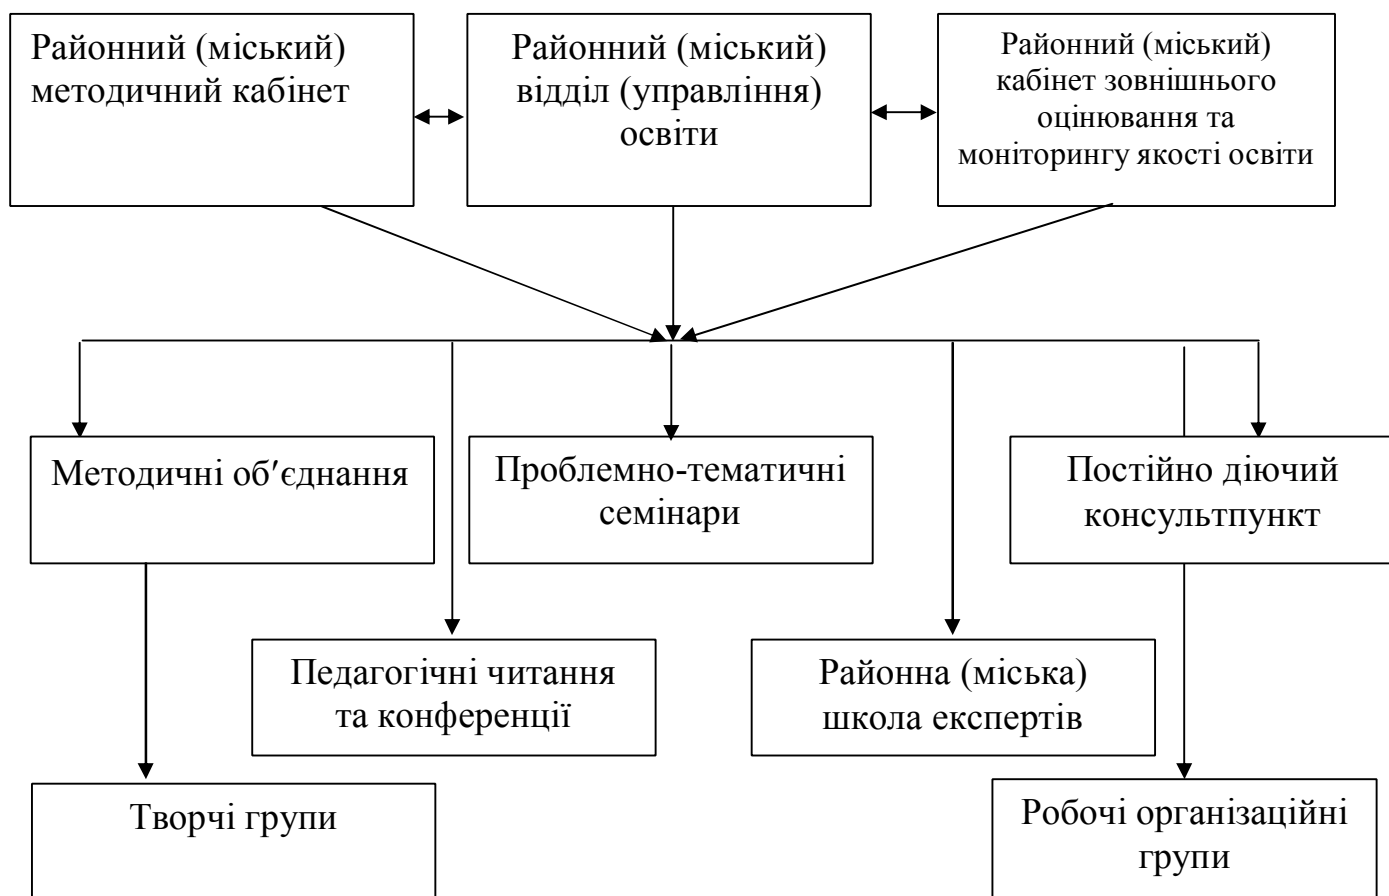 Районний (міський)
методичний кабінет
Районний (міський)
відділ (управління)
освіти
Районний (міський)
кабінет зовнішнього
оцінювання та
моніторингу якості освіти
Методичні об′єднання
Проблемно-тематичні
семінари
Постійно діючий
консультпункт
Педагогічні читання
та конференції
Районна (міська)
школа експертів
Творчі групи
Робочі організаційні
групи